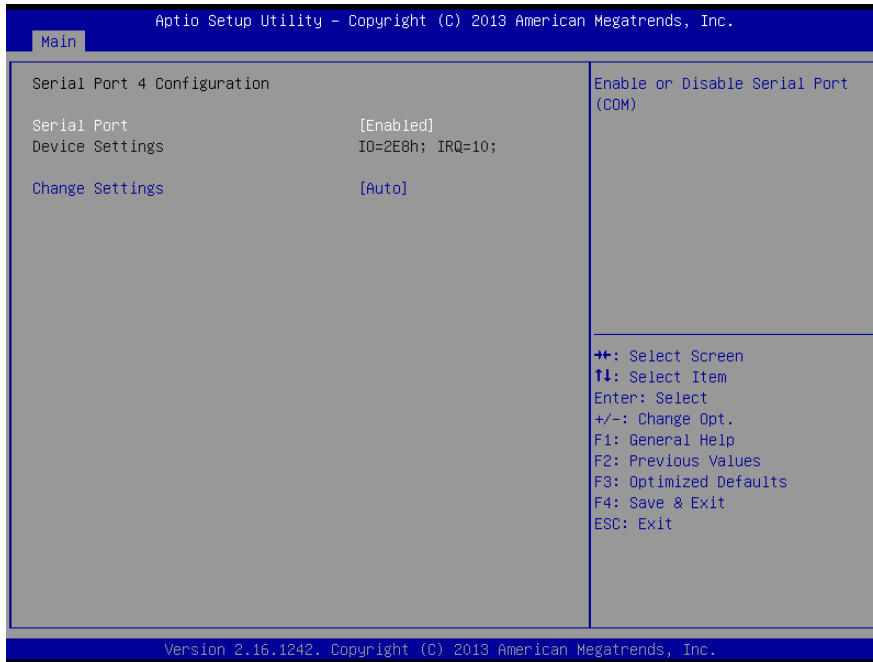 Aptio Setup Utility – Copyright (C) 2013 American Megatrends, Inc.
Main
Serial Port 4 Configuration
Serial Port [Enabled]
Device Settings IO=2E8h; IRQ=10;
Change Settings [Auto]
Enable or Disable Serial Port
(COM)
→←: Select Screen
↑↓: Select Item
Enter: Select
+/-: Change Opt.
F1: General Help
F2: Previous Values
F3: Optimized Defaults
F4: Save & Exit
ESC: Exit
Version 2.16.1242. Copyright (C) 2013 American Megatrends, Inc.